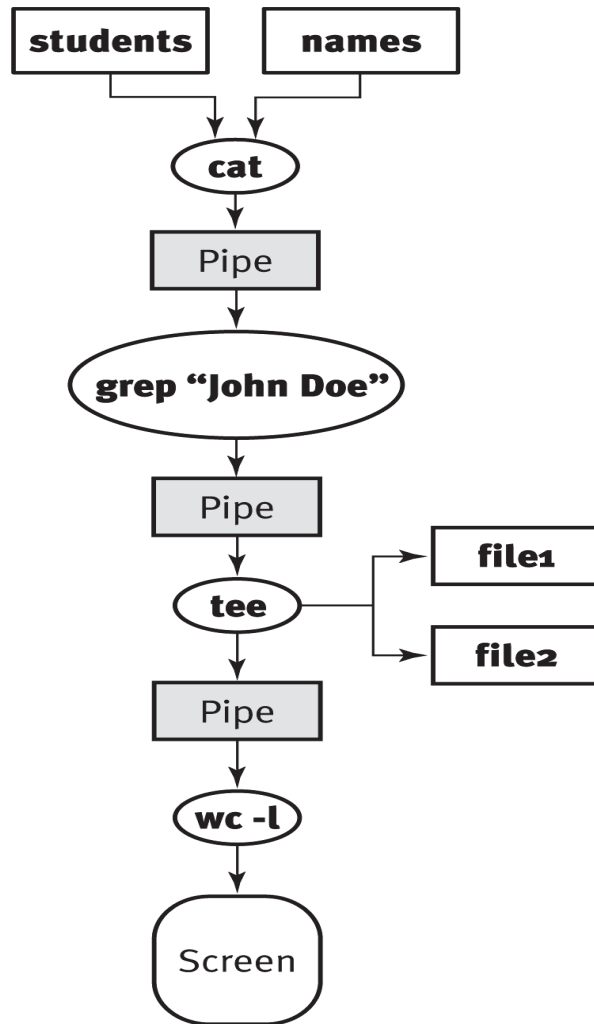 students
names
cat
Pipe
grep “John Doe”
Pipe
file1
tee
file2
Pipe
wc -l
Screen